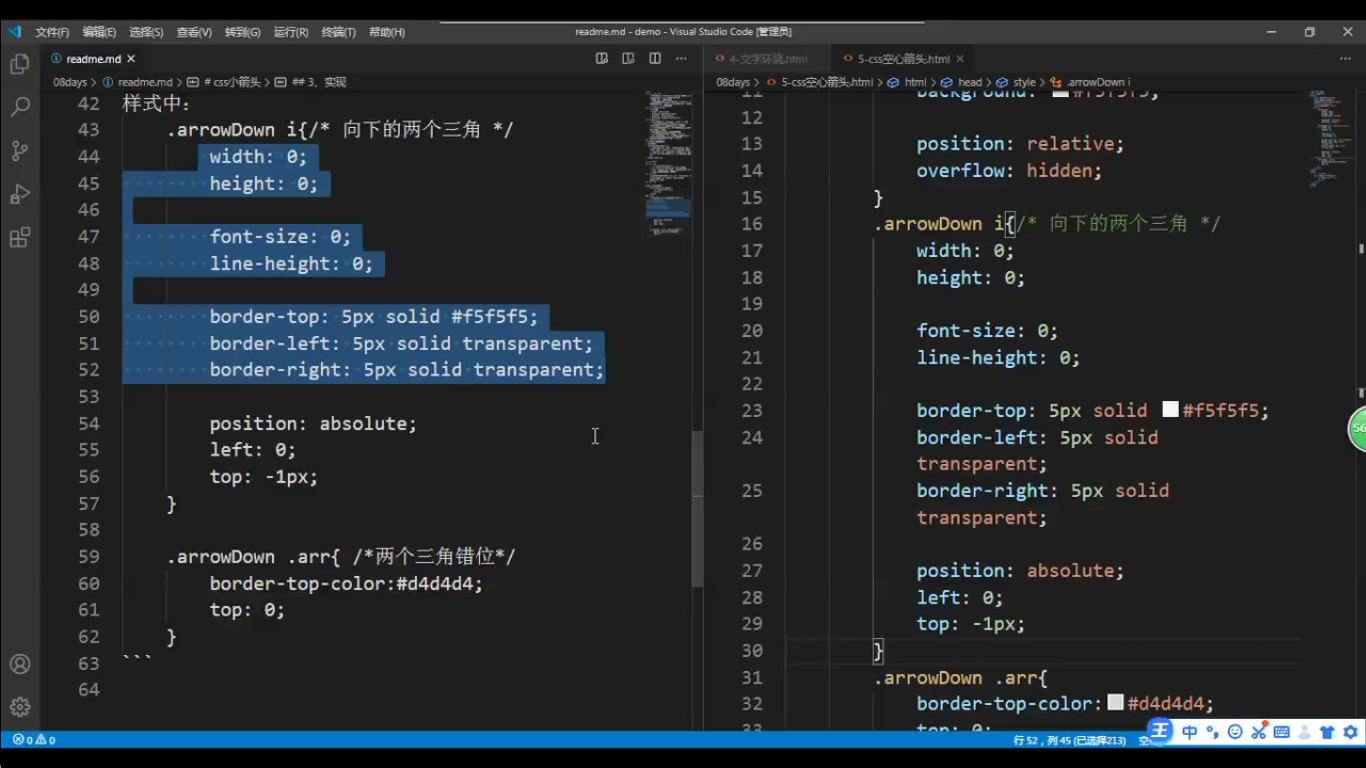 文件(F) 编辑(E) 选择(S) 查看(V) 转到(G) 运行(R) 终端(T) 帮助(H)
readme.md - demo - Visual Studio Code [管理员]
readme.md
08days > readme.md > # css小箭头 > ## 3、实现
42 样式中:
43 .arrowDown i{/* 向下的两个三角 */
44 width: 0;
45 height: 0;
46
47 font-size: 0;
48 line-height: 0;
49
50 border-top: 5px solid #f5f5f5;
51 border-left: 5px solid transparent;
52 border-right: 5px solid transparent;
53
54 position: absolute;
55 left: 0;
56 top: -1px;
57 }
58
59 .arrowDown .arr{ /*两个三角错位*/
60 border-top-color:#d4d4d4;
61 top: 0;
62 }
63 ```
64
4-文字环绕.html
5-css空心箭头.html
08days > 5-css空心箭头.html > html > head > style > .arrowDown i
11 background: #f5f5f5;
12
13 position: relative;
14 overflow: hidden;
15 }
16 .arrowDown i{/* 向下的两个三角 */
17 width: 0;
18 height: 0;
19
20 font-size: 0;
21 line-height: 0;
22
23 border-top: 5px solid #f5f5f5;
24 border-left: 5px solid
transparent;
25 border-right: 5px solid
transparent;
26
27 position: absolute;
28 left: 0;
29 top: -1px;
30 }
31 .arrowDown .arr{
32 border-top-color: #d4d4d4;
33 top: 0;
56
0 0
行 52，列 45 (已选择213)
王 中